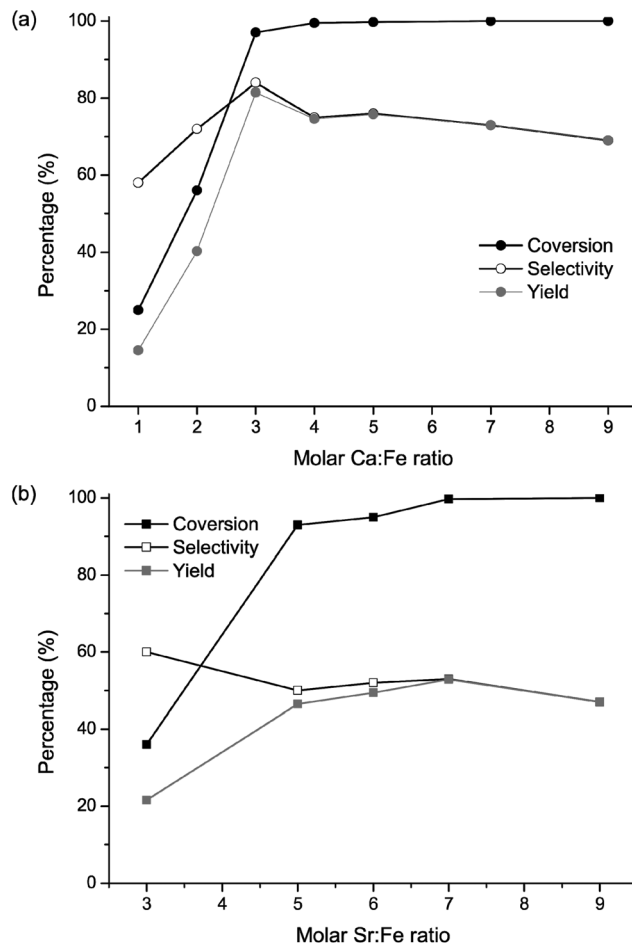 (a)
100
80
60
40
20
0
Percentage (%)
Coversion
Selectivity
Yield
1 2 3 4 5 6 7 8 9
Molar Ca:Fe ratio
(b)
100
80
60
40
20
0
Percentage (%)
Coversion
Selectivity
Yield
3 4 5 6 7 8 9
Molar Sr:Fe ratio